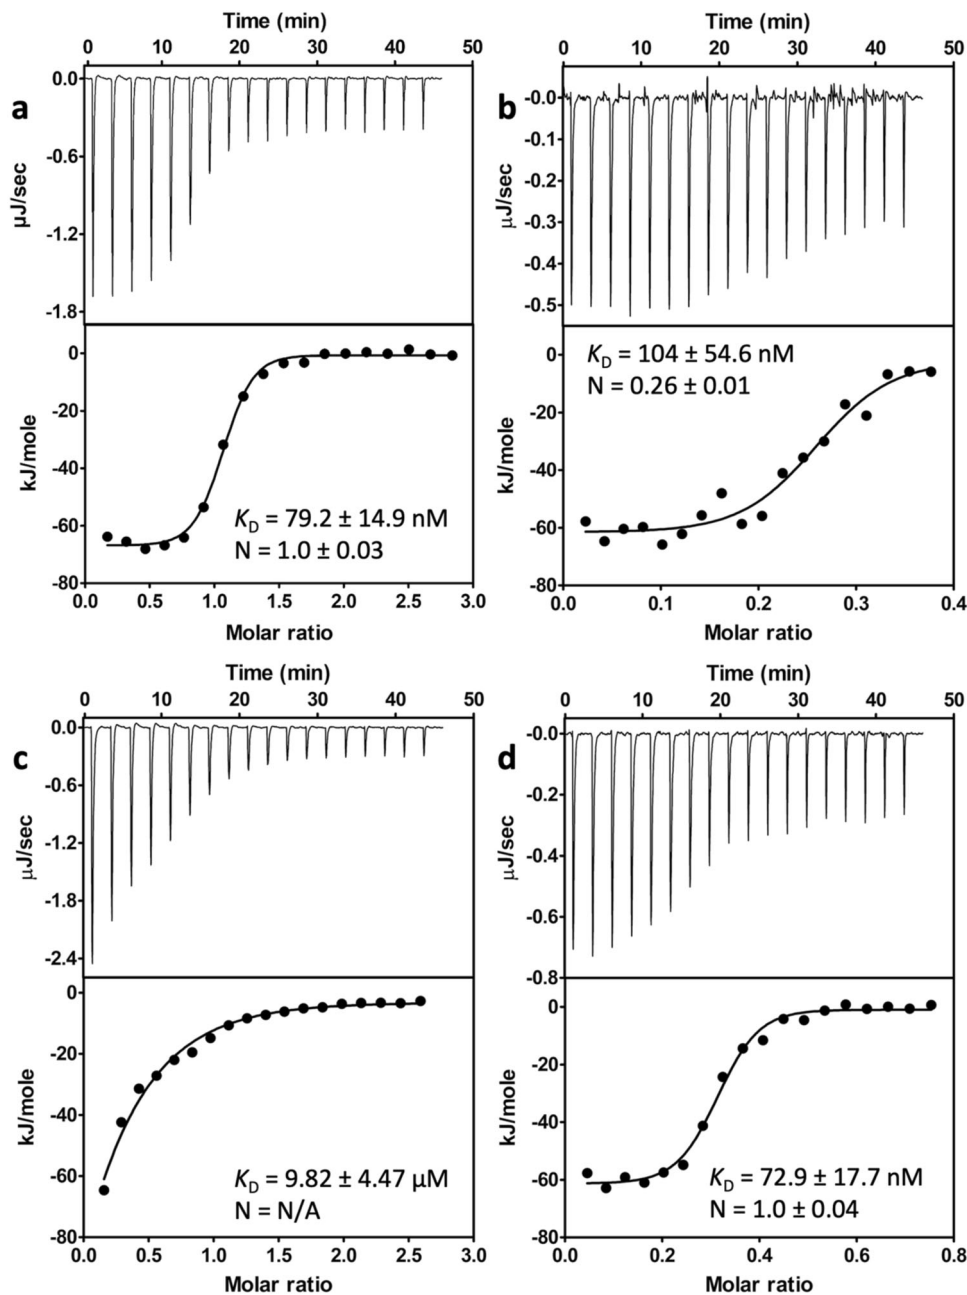 Time (min)
0 10 20 30 40 50
a
0.0
-0.6
-1.2
-1.8
µJ/sec
0
-20
-40
-60
-80
kJ/mole
K_D = 79.2 ± 14.9 nM
N = 1.0 ± 0.03
0.0 0.5 1.0 1.5 2.0 2.5 3.0
Molar ratio
Time (min)
0 10 20 30 40 50
b
-0.0
-0.1
-0.2
-0.3
-0.4
-0.5
µJ/sec
K_D = 104 ± 54.6 nM
N = 0.26 ± 0.01
0
-20
-40
-60
-80
kJ/mole
0.0 0.1 0.2 0.3 0.4
Molar ratio
Time (min)
0 10 20 30 40 50
c
0.0
-0.6
-1.2
-1.8
-2.4
µJ/sec
0
-20
-40
-60
-80
kJ/mole
K_D = 9.82 ± 4.47 µM
N = N/A
0.0 0.5 1.0 1.5 2.0 2.5 3.0
Molar ratio
Time (min)
0 10 20 30 40 50
d
-0.0
-0.2
-0.4
-0.6
-0.8
µJ/sec
0
-20
-40
-60
-80
kJ/mole
K_D = 72.9 ± 17.7 nM
N = 1.0 ± 0.04
0.0 0.2 0.4 0.6 0.8
Molar ratio